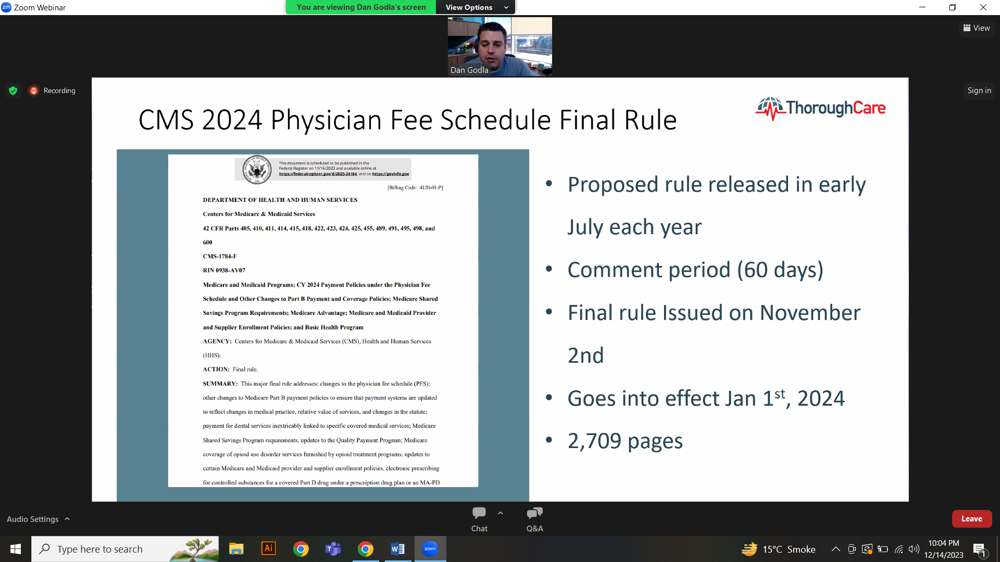 Zoom Webinar
You are viewing Dan Godla's screen
View Options
View
Dan Godla
Recording
Sign in
CMS 2024 Physician Fee Schedule Final Rule
ThoroughCare
This document is scheduled to be published in the
Federal Register on 11/16/2023 and available online at
https://federalregister.gov/d/2023-24184, and on https://govinfo.gov
[Billing Code: 4120-01-P]
DEPARTMENT OF HEALTH AND HUMAN SERVICES
Centers for Medicare & Medicaid Services
42 CFR Parts 405, 410, 411, 414, 415, 418, 422, 423, 424, 425, 455, 489, 491, 495, 498, and
600
CMS-1784-F
RIN 0938-AV07
Medicare and Medicaid Programs; CY 2024 Payment Policies under the Physician Fee
Schedule and Other Changes to Part B Payment and Coverage Policies; Medicare Shared
Savings Program Requirements; Medicare Advantage; Medicare and Medicaid Provider
and Supplier Enrollment Policies; and Basic Health Program
AGENCY: Centers for Medicare & Medicaid Services (CMS), Health and Human Services
(HHS).
ACTION: Final rule.
SUMMARY: This major final rule addresses: changes to the physician fee schedule (PFS);
other changes to Medicare Part B payment policies to ensure that payment systems are updated
to reflect changes in medical practice, relative value of services, and changes in the statute;
payment for dental services inextricably linked to specific covered medical services; Medicare
Shared Savings Program requirements; updates to the Quality Payment Program; Medicare
coverage of opioid use disorder services furnished by opioid treatment programs; updates to
certain Medicare and Medicaid provider and supplier enrollment policies, electronic prescribing
for controlled substances for a covered Part D drug under a prescription drug plan or an MA-PD
• Proposed rule released in early
July each year
• Comment period (60 days)
• Final rule Issued on November
2nd
• Goes into effect Jan 1st, 2024
• 2,709 pages
Audio Settings
Chat
Q&A
Leave
Type here to search
Ai
zoom
15°C Smoke
10:04 PM
12/14/2023
1